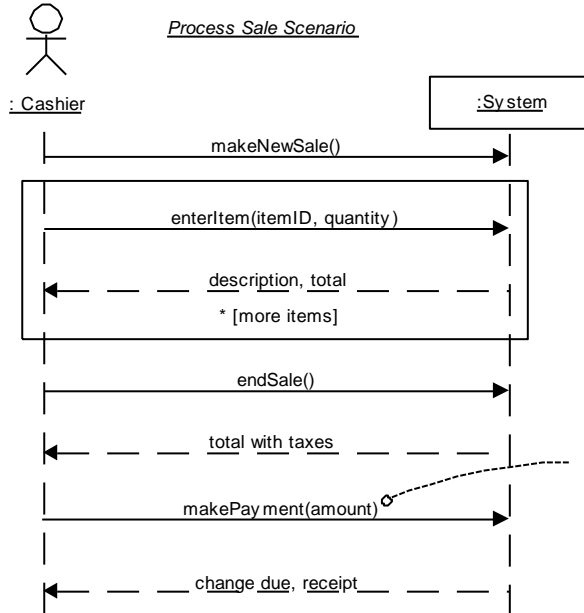 Process Sale Scenario
: Cashier
:System
makeNewSale()
enterItem(itemID, quantity)
description, total
* [more items]
endSale()
total with taxes
makePayment(amount)
change due, receipt